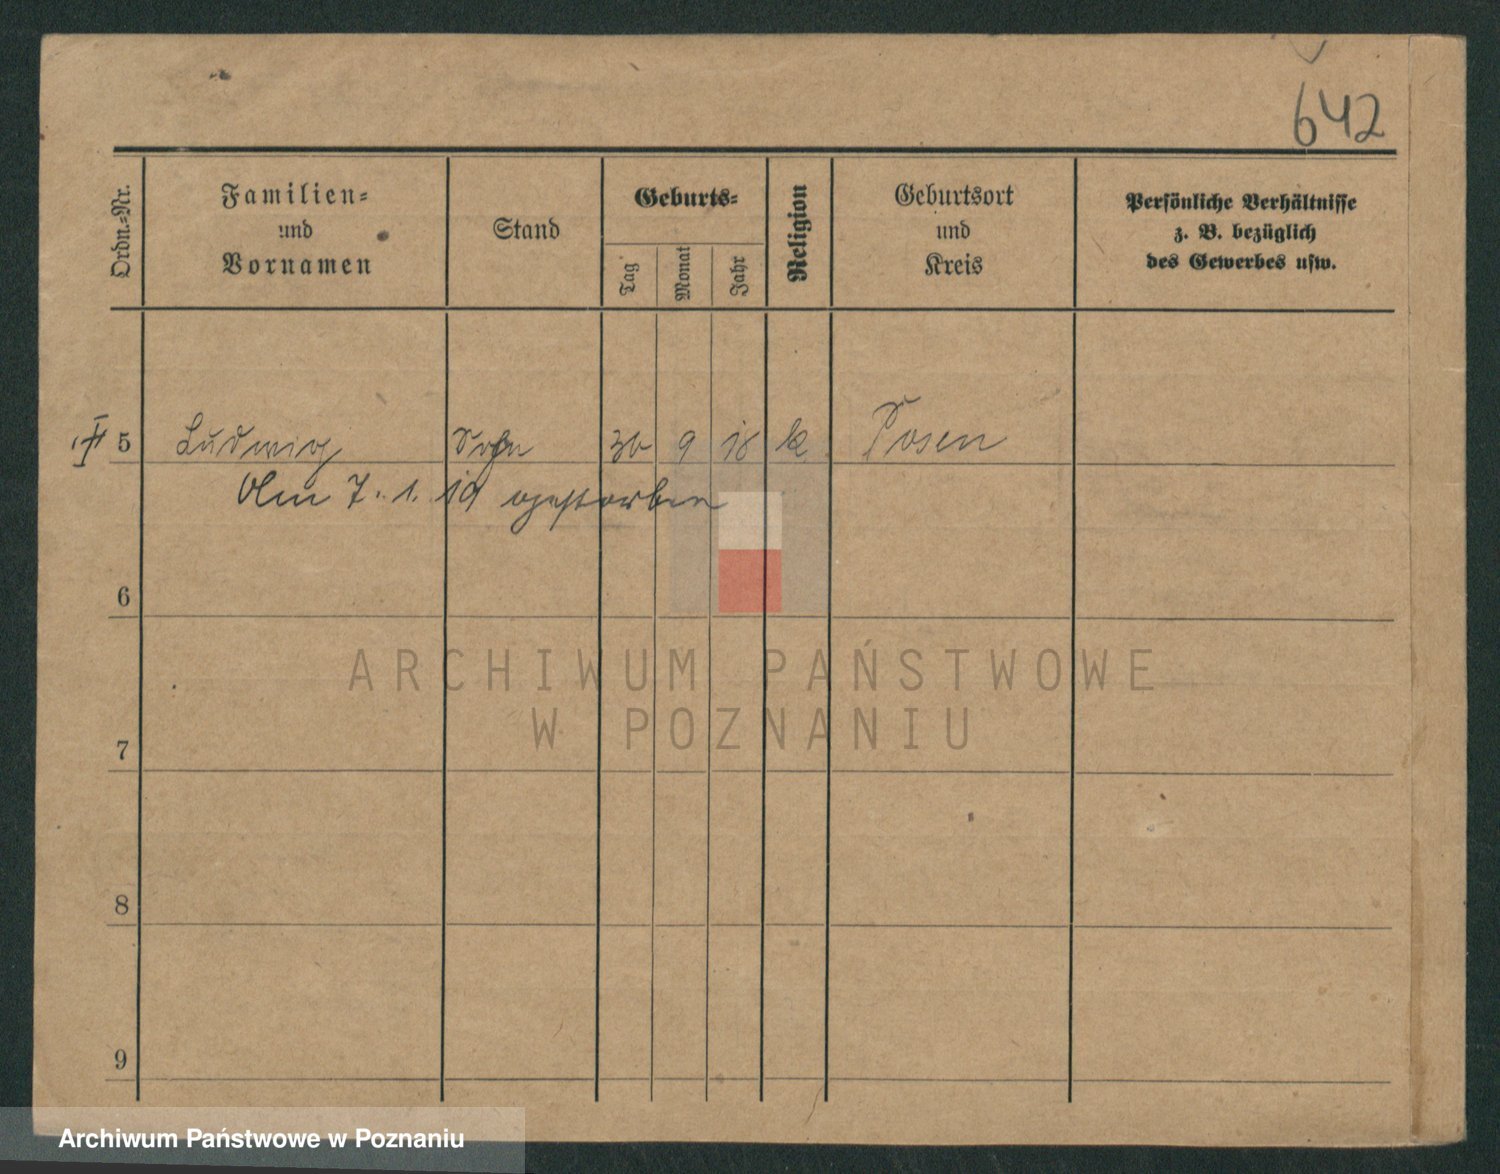 642
Ordn.-Nr.
Familien-
und
Vornamen
Stand
Geburts-
Tag
Monat
Jahr
Religion
Geburtsort
und
Kreis
Persönliche Verhältnisse
z. B. bezüglich
des Gewerbes usw.
5 Ludwig Sohn 30 9 18 k. Posen
Am 7. 1. 19 gestorben
6
7
8
9
ARCHIWUM PAŃSTWOWE
W POZNANIU
Archiwum Państwowe w Poznaniu